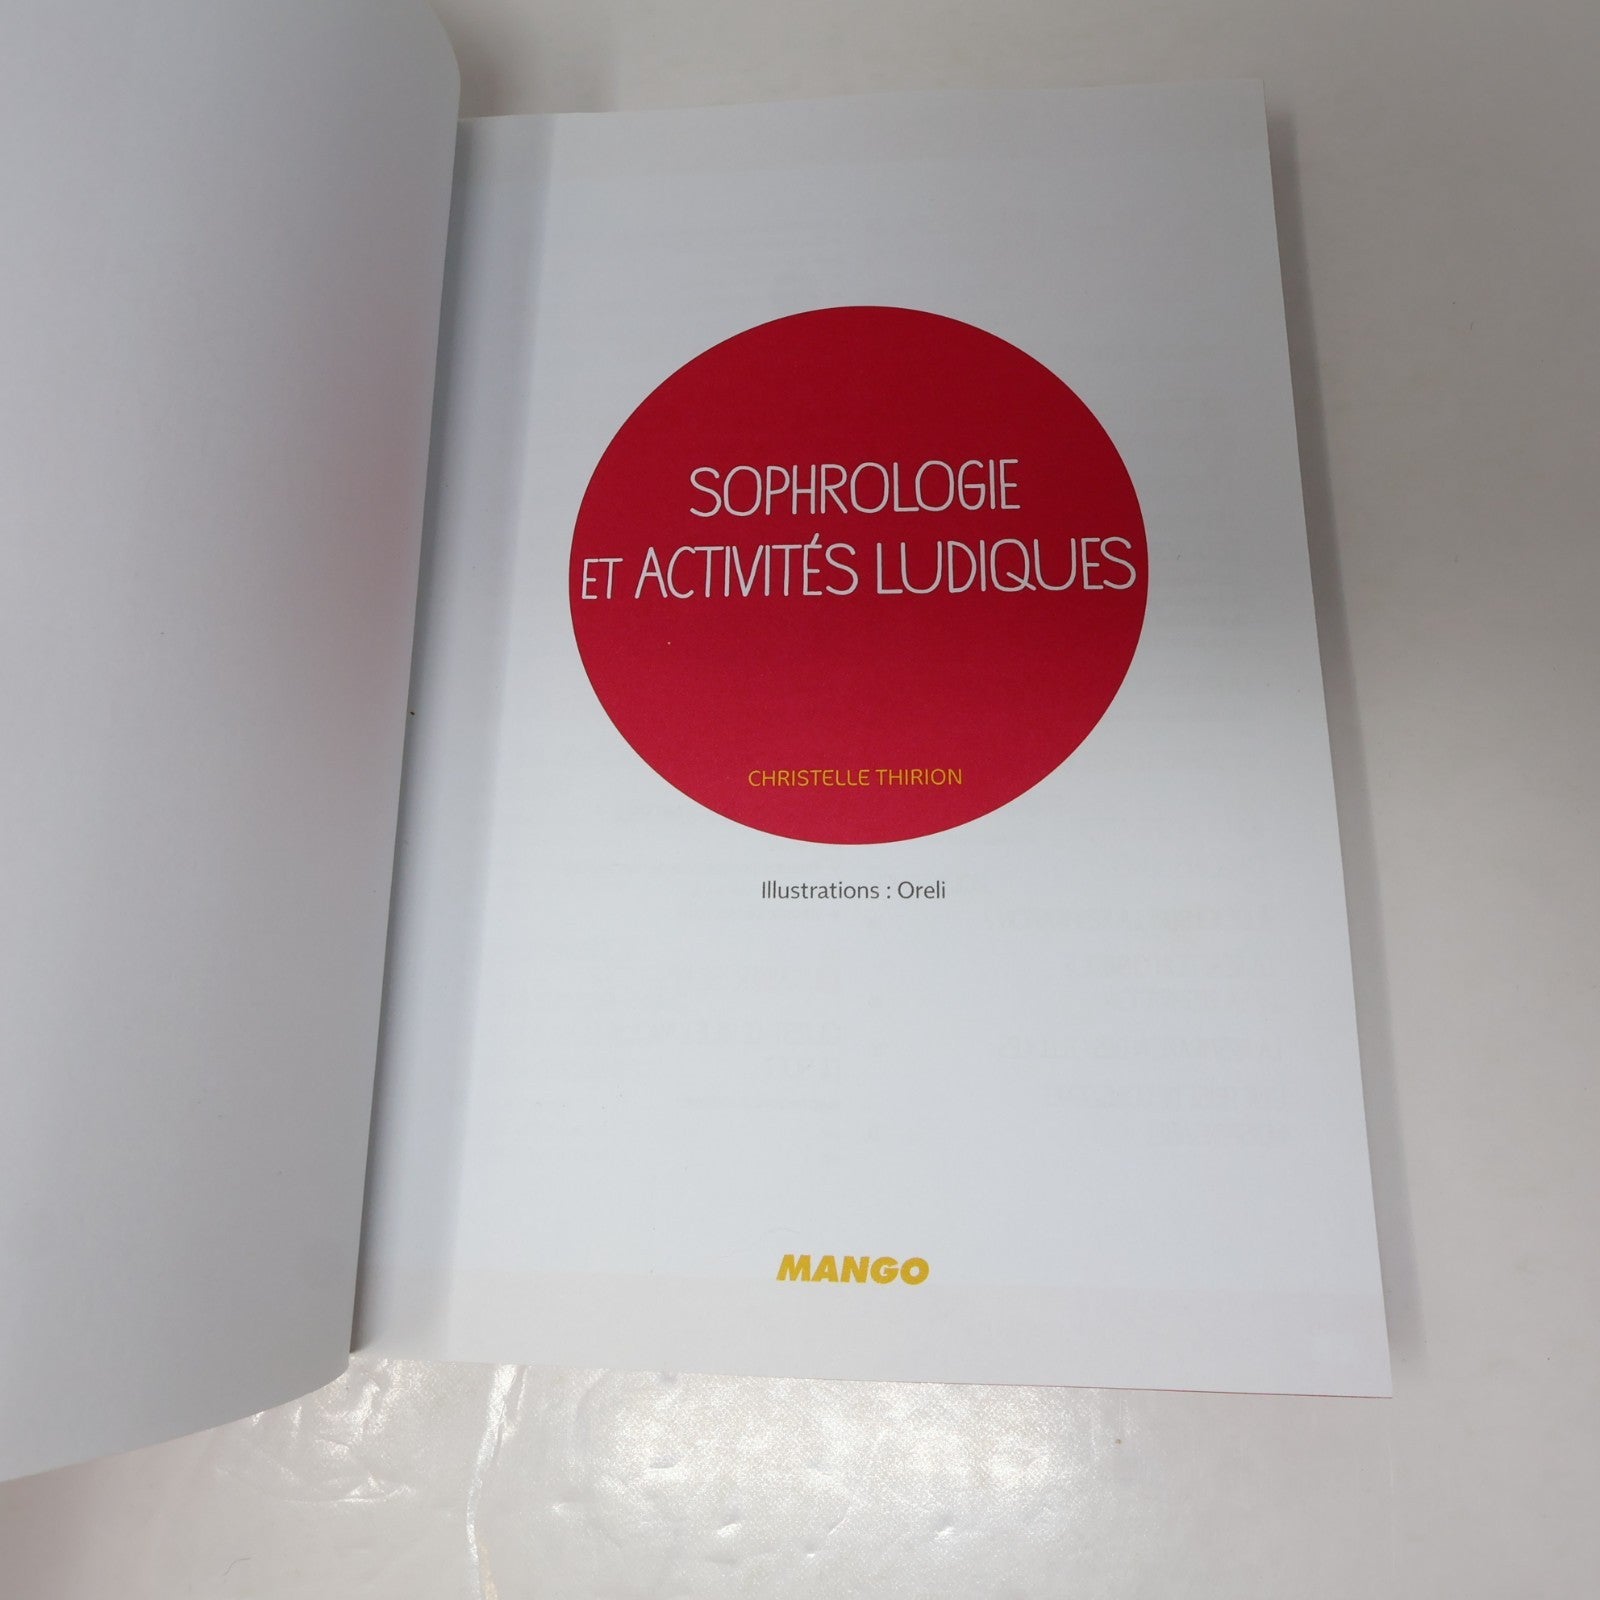 SOPHROLOGIE
ET ACTIVITÉS LUDIQUES
CHRISTELLE THIRION
Illustrations : Oreli
MANGO